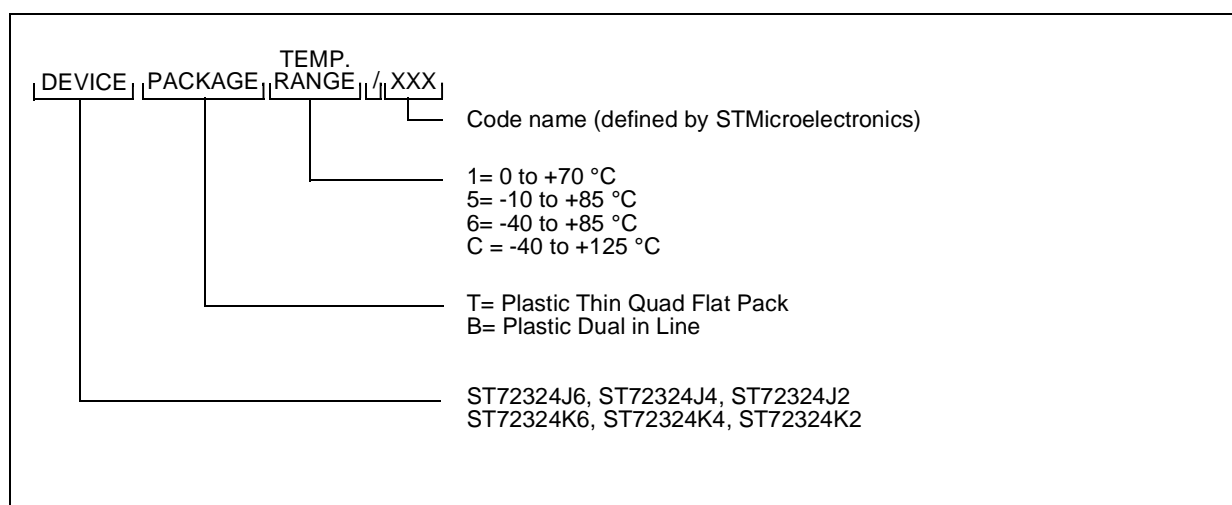 TEMP.
DEVICE PACKAGE RANGE / XXX
Code name (defined by STMicroelectronics)
1= 0 to +70 °C
5= -10 to +85 °C
6= -40 to +85 °C
C = -40 to +125 °C
T= Plastic Thin Quad Flat Pack
B= Plastic Dual in Line
ST72324J6, ST72324J4, ST72324J2
ST72324K6, ST72324K4, ST72324K2